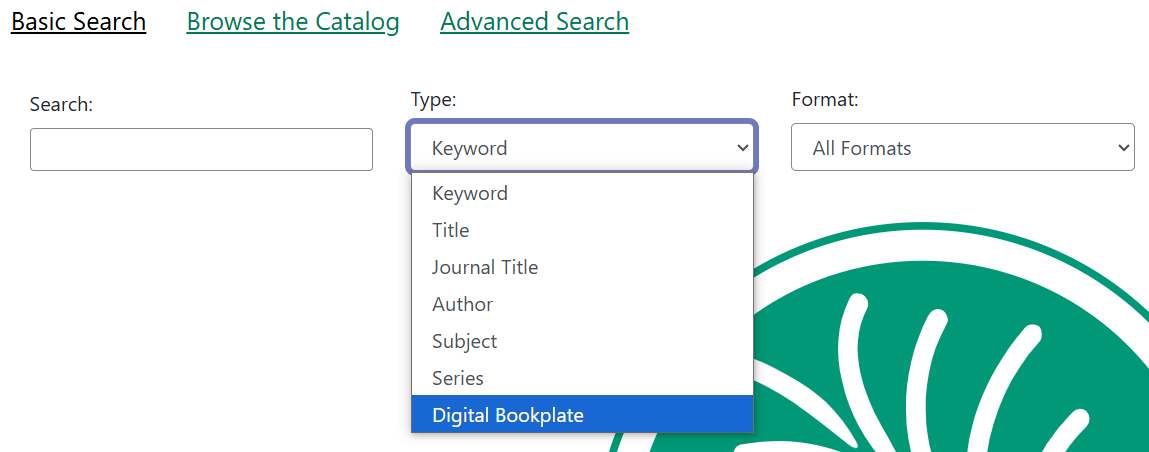 Basic Search Browse the Catalog Advanced Search
Search: Type: Format:
Keyword All Formats
Keyword
Title
Journal Title
Author
Subject
Series
Digital Bookplate